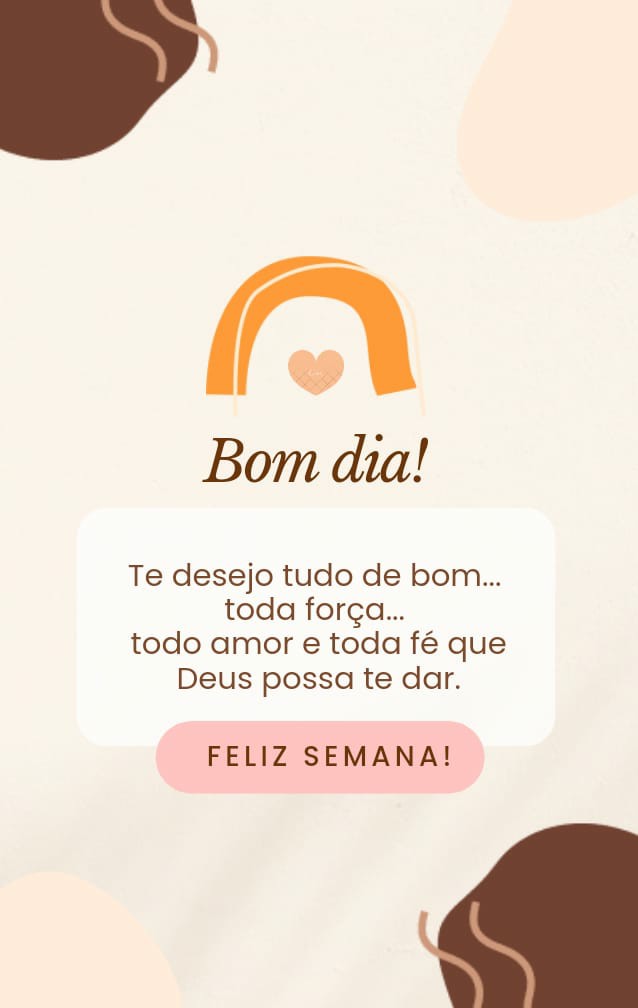 Bom dia!
Te desejo tudo de bom...
toda força...
todo amor e toda fé que
Deus possa te dar.
FELIZ SEMANA!